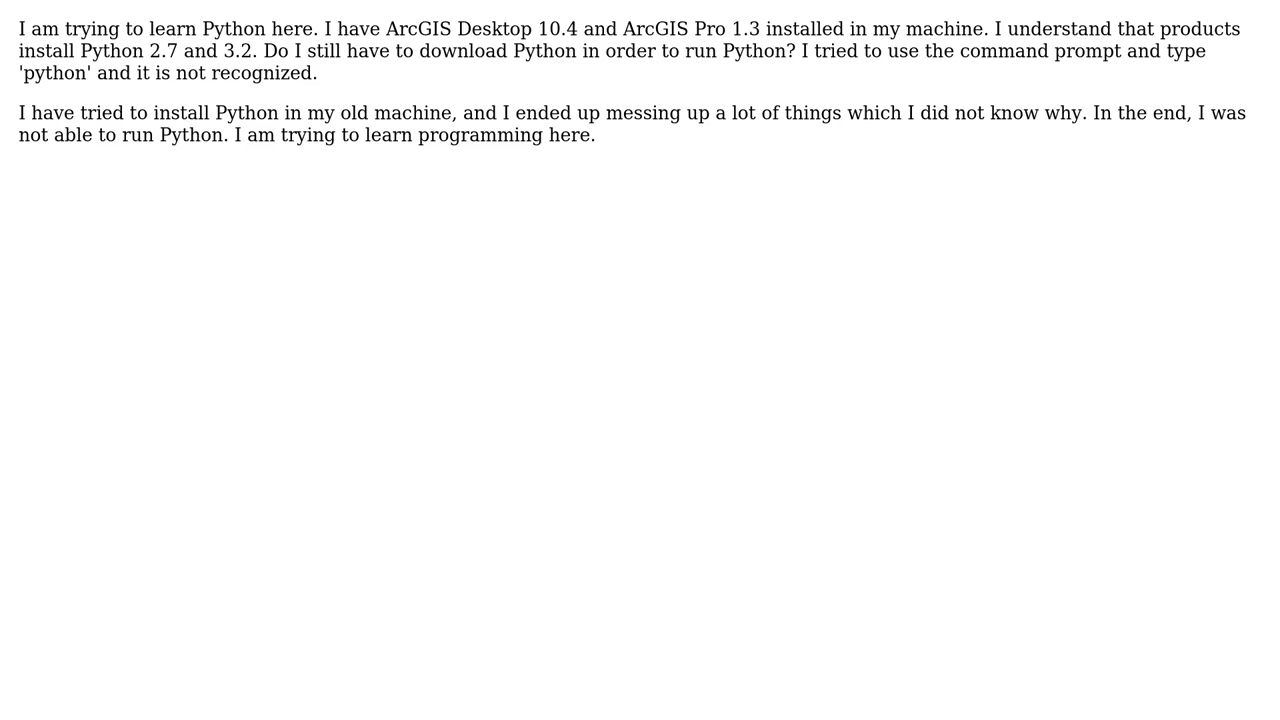 I am trying to learn Python here. I have ArcGIS Desktop 10.4 and ArcGIS Pro 1.3 installed in my machine. I understand that products
install Python 2.7 and 3.2. Do I still have to download Python in order to run Python? I tried to use the command prompt and type
'python' and it is not recognized.
I have tried to install Python in my old machine, and I ended up messing up a lot of things which I did not know why. In the end, I was
not able to run Python. I am trying to learn programming here.